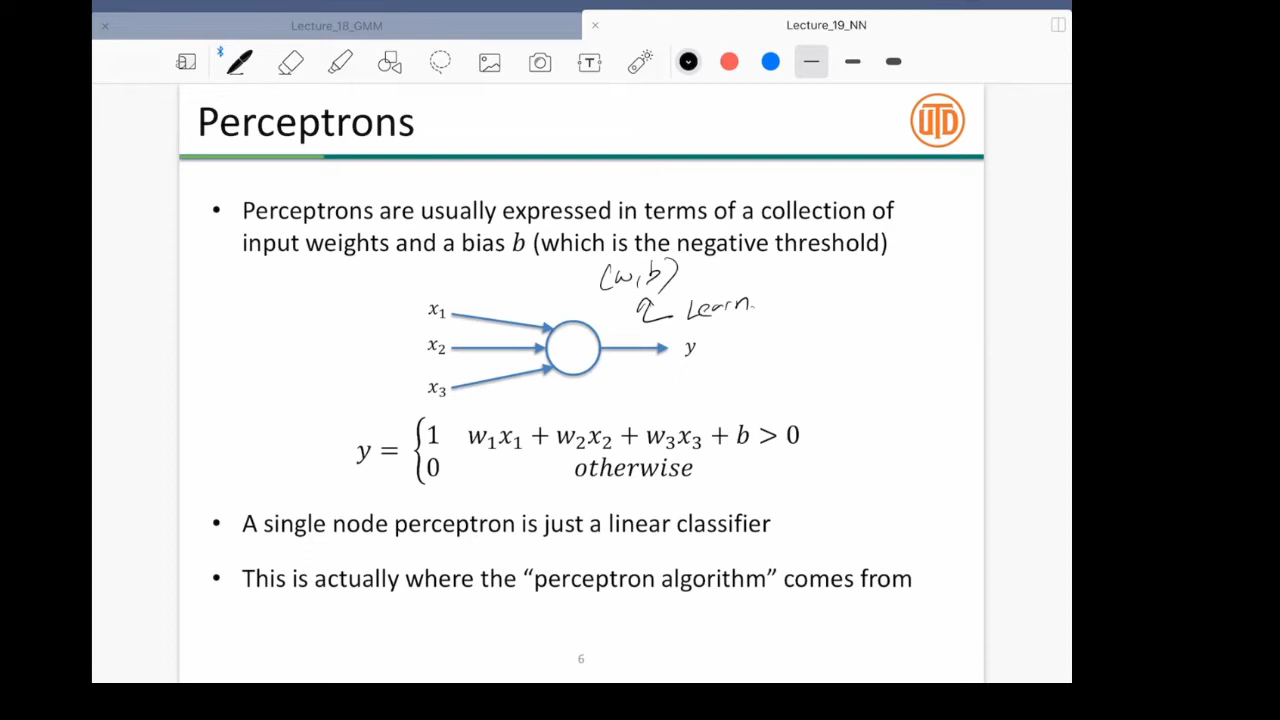 Lecture_18_GMM
Lecture_19_NN
T
Perceptrons
UTD
• Perceptrons are usually expressed in terms of a collection of
input weights and a bias b (which is the negative threshold)
(w,b)
Learn.
x₁
x₂
x₃
y
y = { 1 w₁x₁ + w₂x₂ + w₃x₃ + b > 0
0 otherwise
• A single node perceptron is just a linear classifier
• This is actually where the “perceptron algorithm” comes from
6